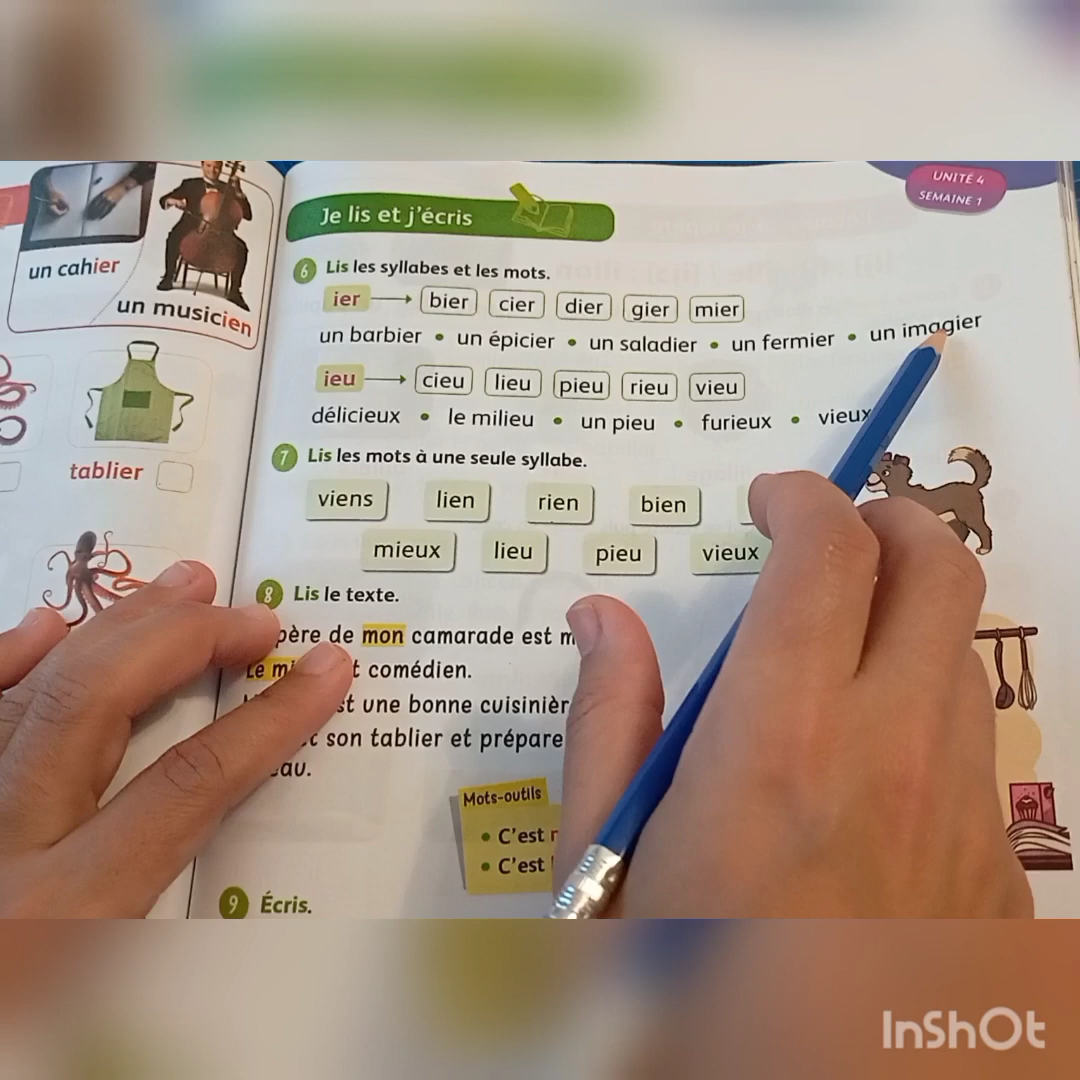 un cahier
un musicien
tablier
UNITÉ 4
SEMAINE 1
Je lis et j'écris
6 Lis les syllabes et les mots.
ier bier cier dier gier mier
un barbier • un épicier • un saladier • un fermier • un imagier
ieu cieu lieu pieu rieu vieu
délicieux • le milieu • un pieu • furieux • vieux
7 Lis les mots à une seule syllabe.
viens lien rien bien
mieux lieu pieu vieux
8 Lis le texte.
père de mon camarade est
Le comédien.
une bonne
son tablier et prépare
Mots-outils
• C'est
• C'est
9 Écris.
InShOt